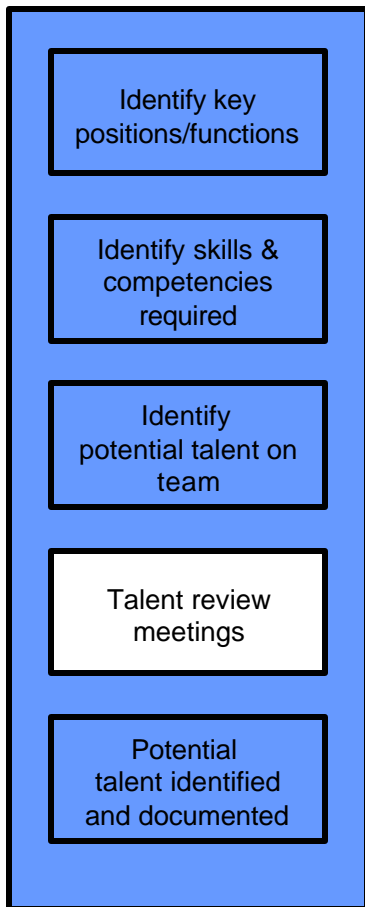 Identify key
positions/functions
Identify skills &
competencies
required
Identify
potential talent on
team
Talent review
meetings
Potential
talent identified
and documented